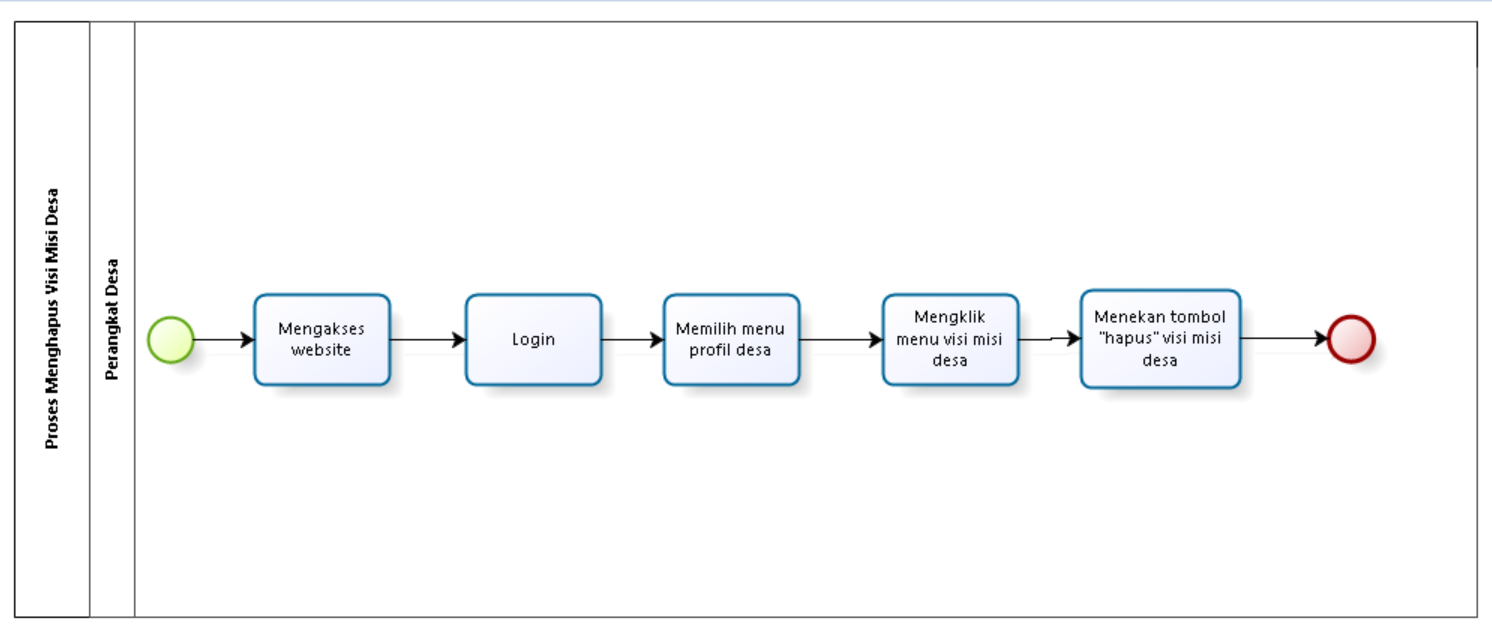 Proses Menghapus Visi Misi Desa
Perangkat Desa
Mengakses
website
Login
Memilih menu
profil desa
Mengklik
menu visi misi
desa
Menekan tombol
"hapus" visi misi
desa